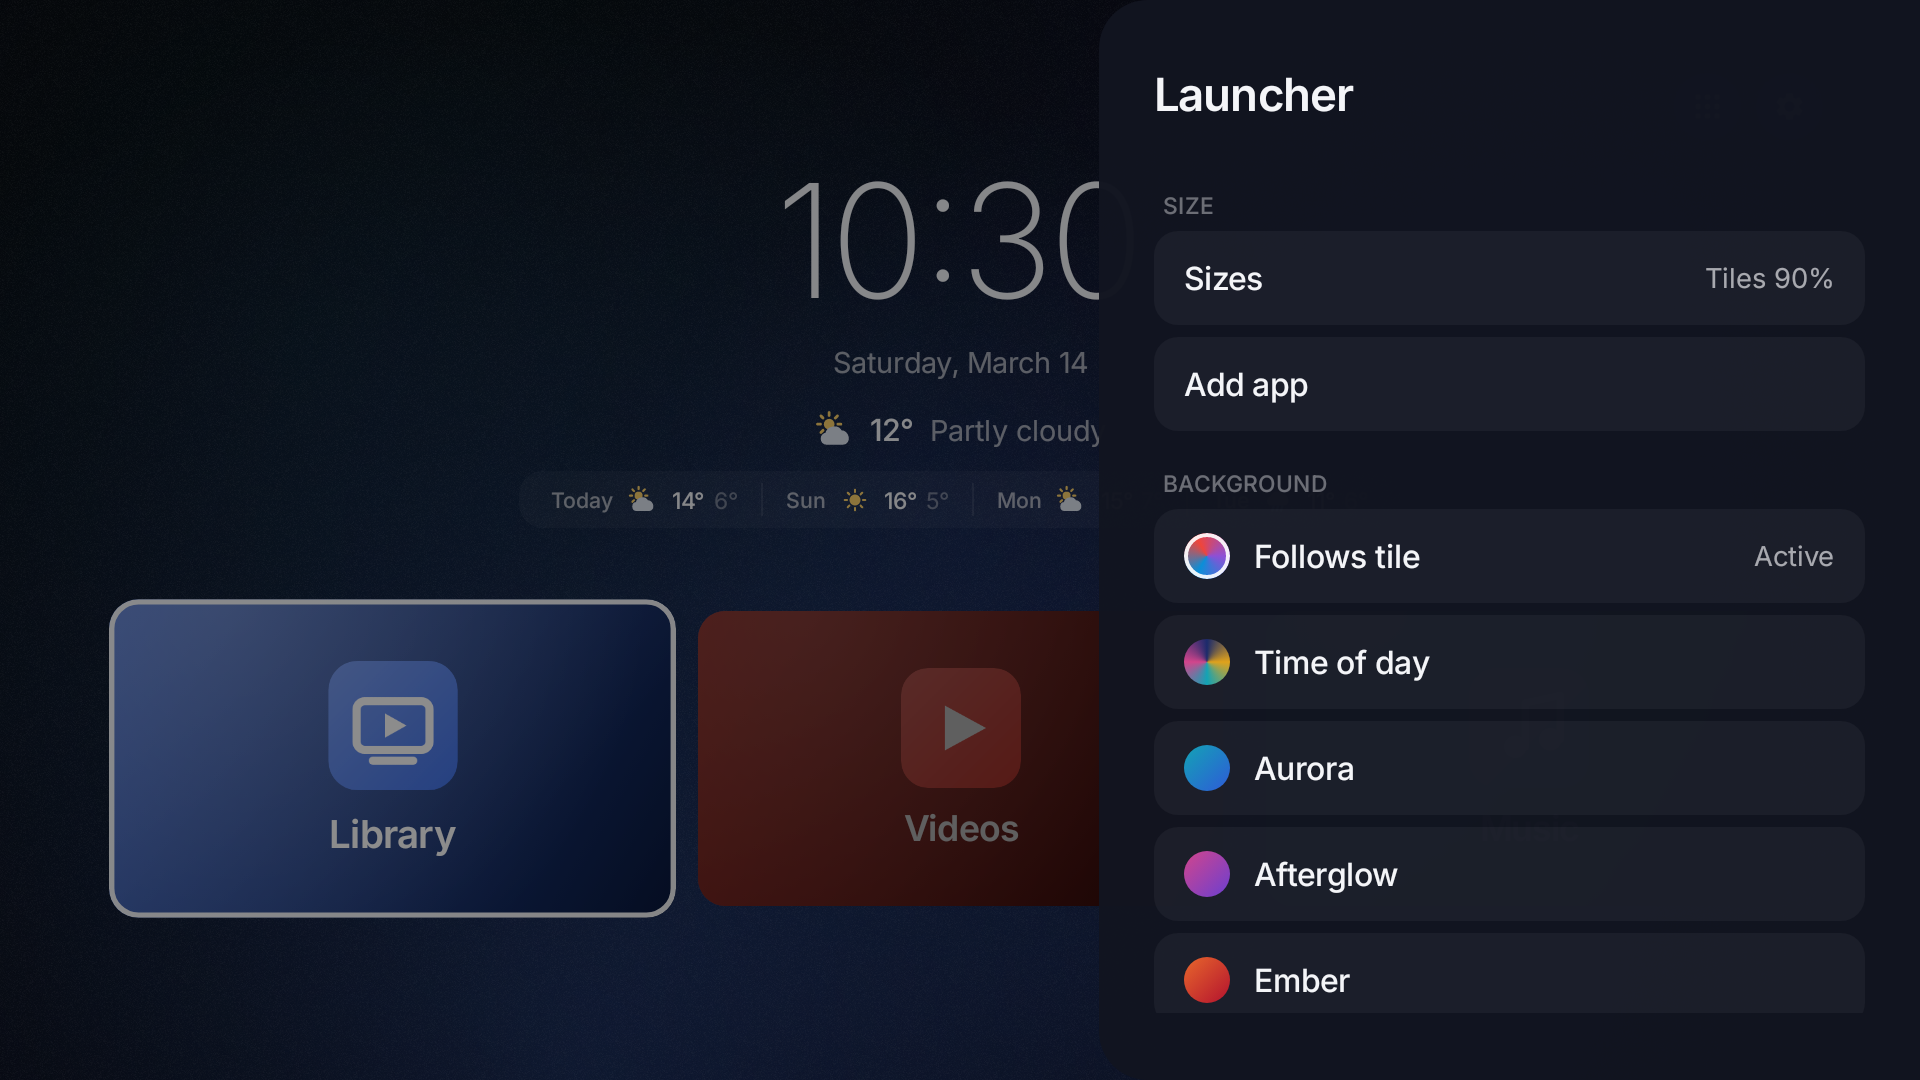 Launcher
10:30
Saturday, March 14
12° Partly cloudy
Today 14° 6° Sun 16° 5° Mon
Library
Videos
SIZE
Sizes Tiles 90%
Add app
BACKGROUND
Follows tile Active
Time of day
Aurora
Afterglow
Ember